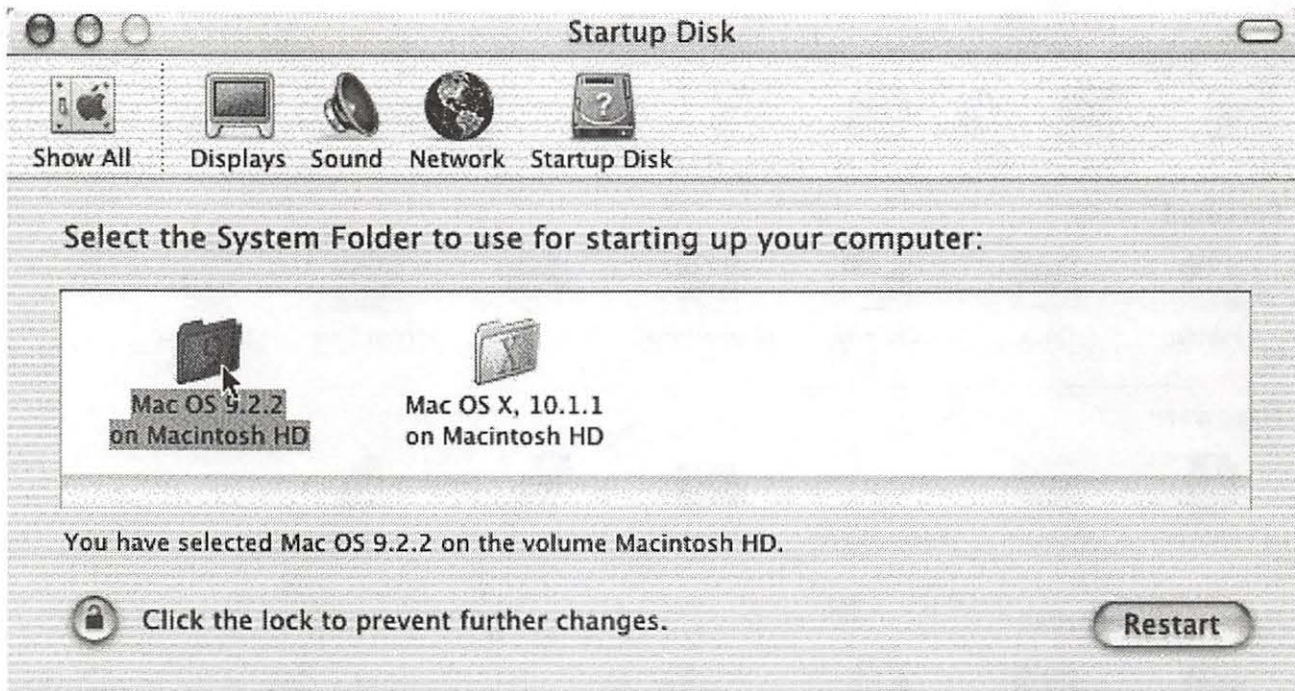 Startup Disk
Show All Displays Sound Network Startup Disk
Select the System Folder to use for starting up your computer:
Mac OS 9.2.2 Mac OS X, 10.1.1
on Macintosh HD on Macintosh HD
You have selected Mac OS 9.2.2 on the volume Macintosh HD.
Click the lock to prevent further changes.
Restart